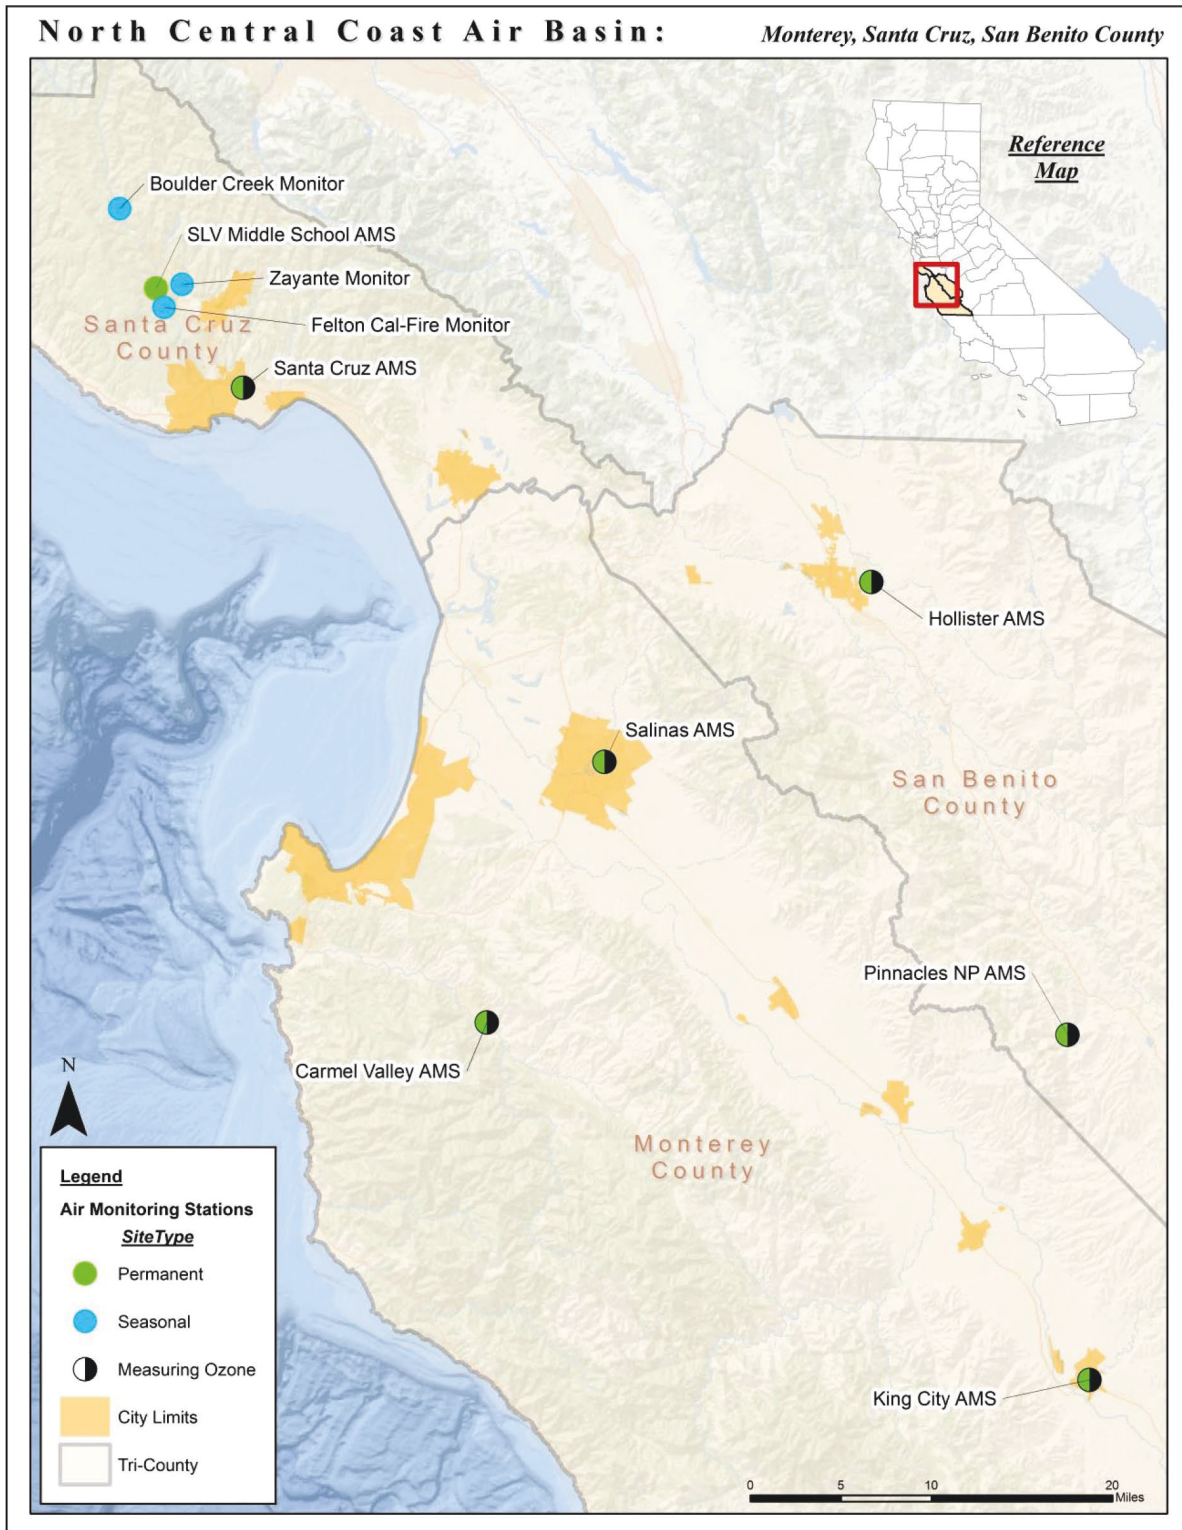 North Central Coast Air Basin:
Monterey, Santa Cruz, San Benito County
Reference
Map
Boulder Creek Monitor
SLV Middle School AMS
Zayante Monitor
Felton Cal-Fire Monitor
Santa Cruz
County
Santa Cruz AMS
Hollister AMS
Salinas AMS
San Benito
County
Pinnacles NP AMS
Carmel Valley AMS
Monterey
County
King City AMS
N
Legend
Air Monitoring Stations
SiteType
Permanent
Seasonal
Measuring Ozone
City Limits
Tri-County
0 5 10 20
Miles